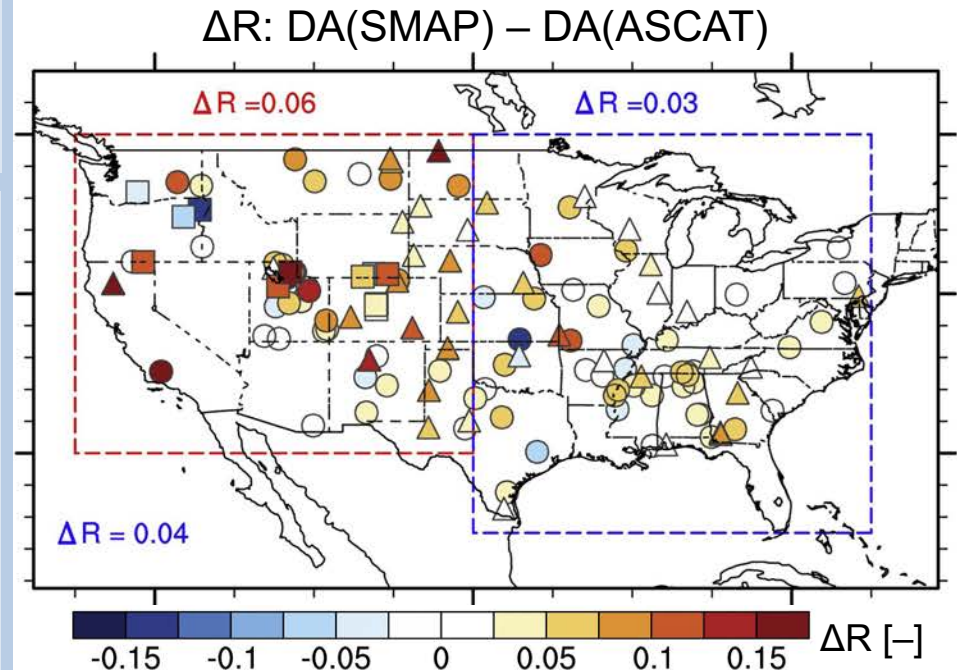 ΔR: DA(SMAP) – DA(ASCAT)
ΔR =0.06
ΔR =0.03
ΔR = 0.04
-0.15 -0.1 -0.05 0 0.05 0.1 0.15
ΔR [–]